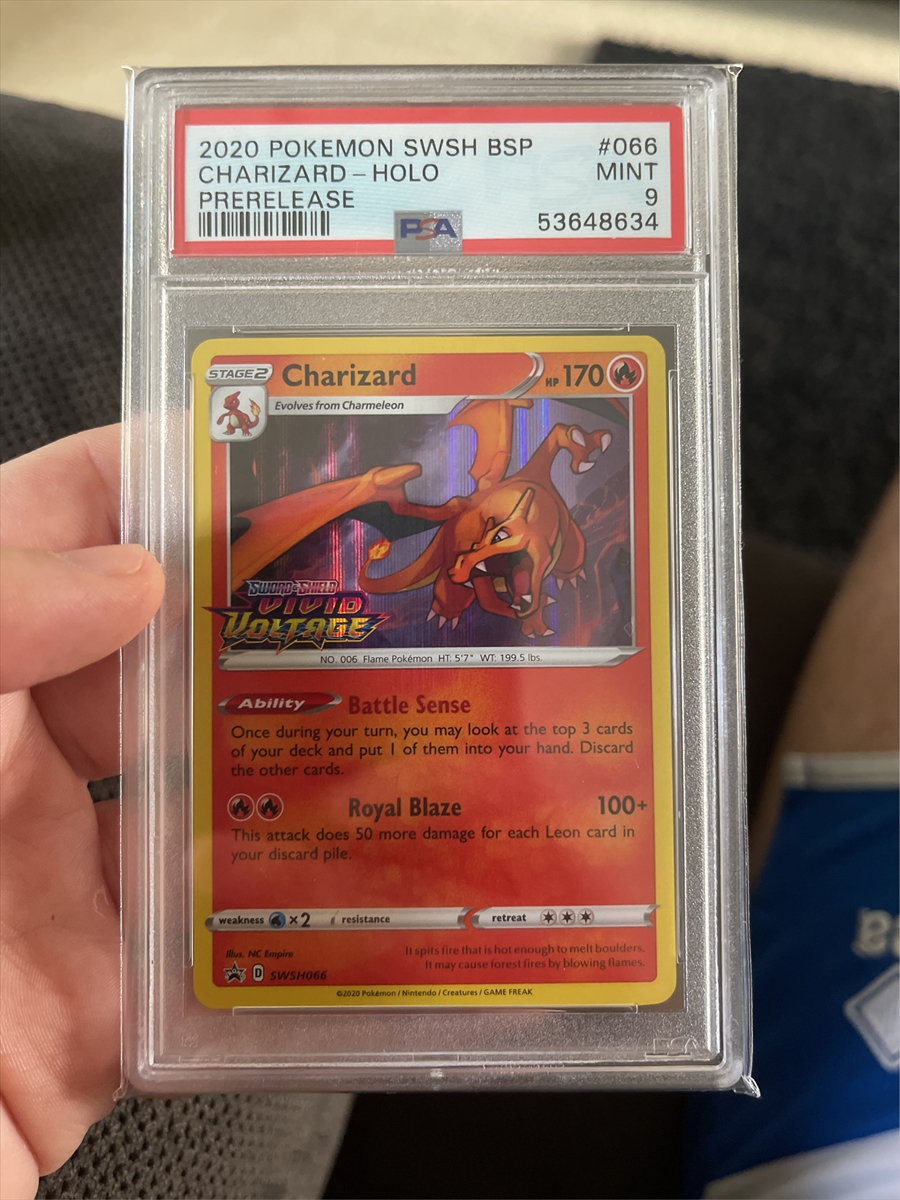 2020 POKEMON SWSH BSP #066
CHARIZARD - HOLO MINT
PRERELEASE 9
PSA 53648634
STAGE 2 Charizard HP 170
Evolves from Charmeleon
SWORD & SHIELD
VIVID
VOLTAGE
NO. 006 Flame Pokémon HT: 5'7" WT: 199.5 lbs.
Ability Battle Sense
Once during your turn, you may look at the top 3 cards
of your deck and put 1 of them into your hand. Discard
the other cards.
Royal Blaze 100+
This attack does 50 more damage for each Leon card in
your discard pile.
weakness ×2 resistance retreat
Illus. NC Empire
It spits fire that is hot enough to melt boulders.
It may cause forest fires by blowing flames.
PROMO D SWSH066
©2020 Pokémon / Nintendo / Creatures / GAME FREAK
PSA